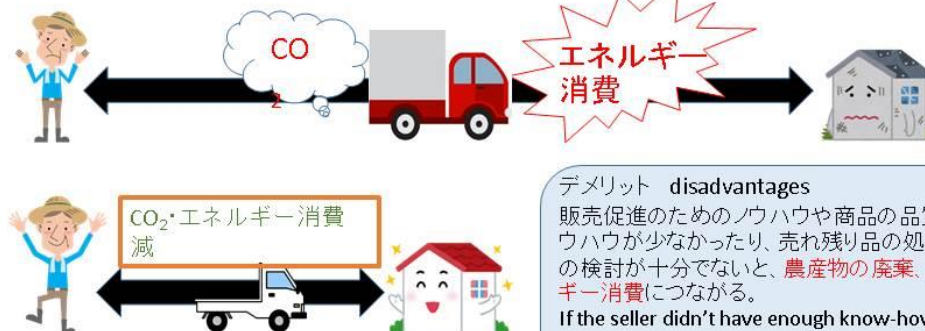 CO
2
エネルギー
消費
CO₂・エネルギー消費
減
デメリット disadvantages
販売促進のためのノウハウや商品の品
ウハウが少なかったり、売れ残り品の処
の検討が十分でないと、農産物の廃棄、
ギー消費につながる。
If the seller didn't have enough know-how